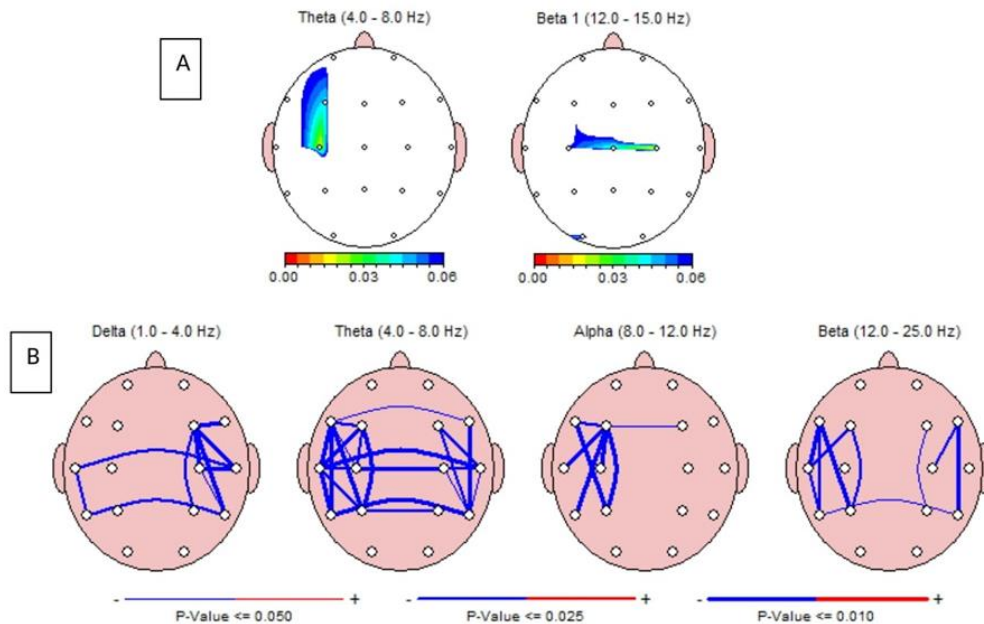 A
Theta (4.0 - 8.0 Hz)
Beta 1 (12.0 - 15.0 Hz)
0.00 0.03 0.06
0.00 0.03 0.06
B
Delta (1.0 - 4.0 Hz)
Theta (4.0 - 8.0 Hz)
Alpha (8.0 - 12.0 Hz)
Beta (12.0 - 25.0 Hz)
- +
P-Value <= 0.050
- +
P-Value <= 0.025
- +
P-Value <= 0.010